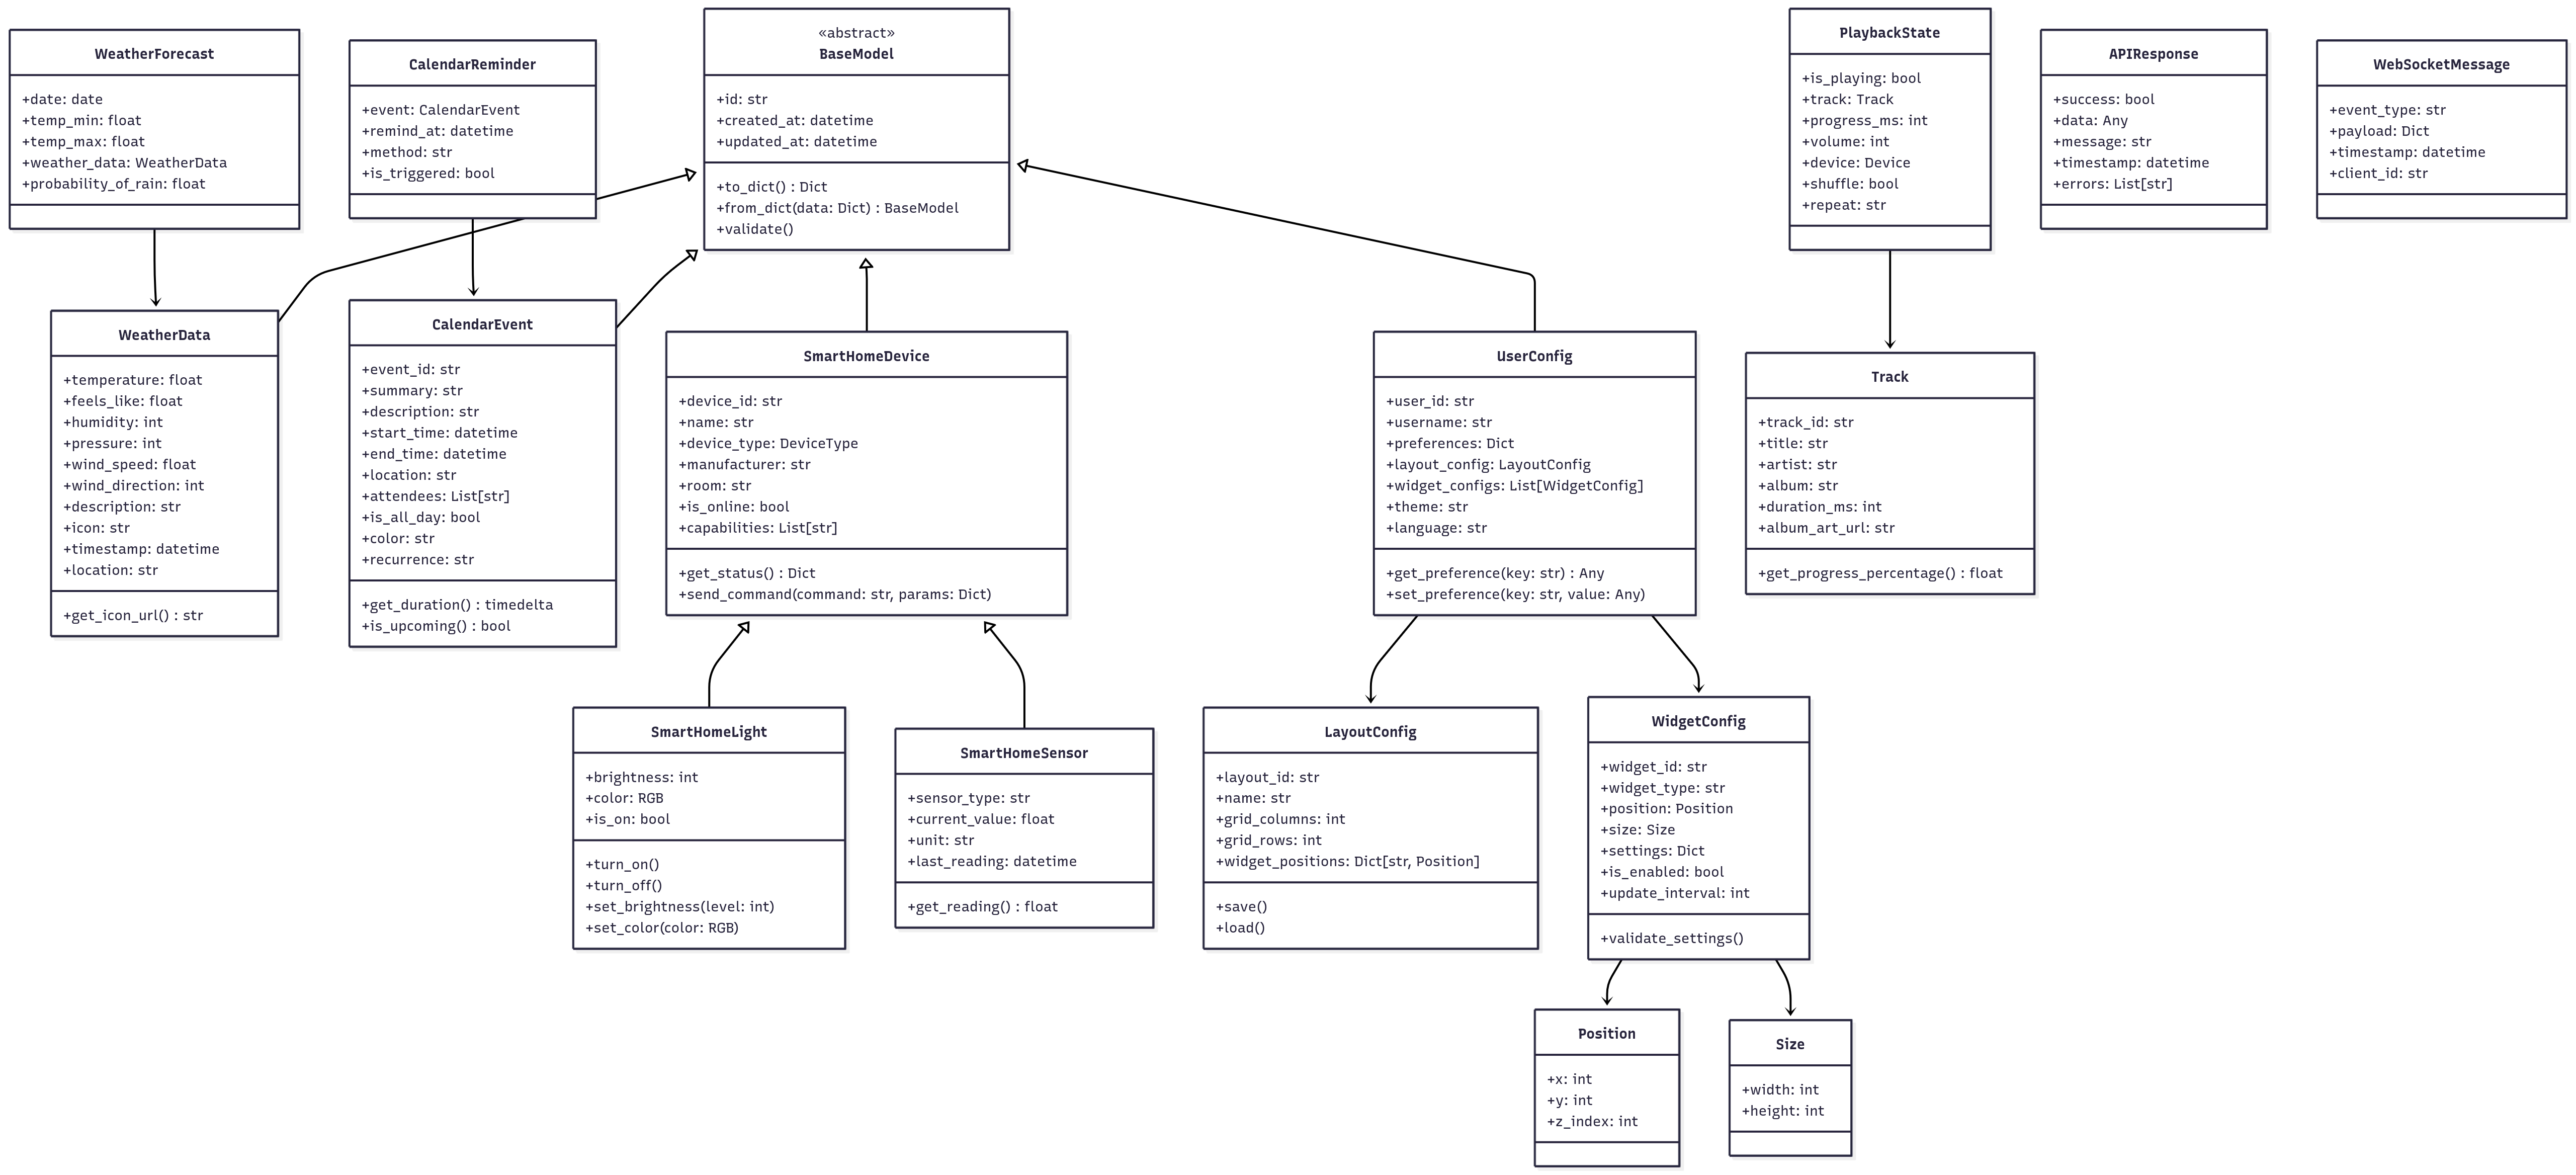 WeatherForecast
+date: date
+temp_min: float
+temp_max: float
+weather_data: WeatherData
+probability_of_rain: float
CalendarReminder
+event: CalendarEvent
+remind_at: datetime
+method: str
+is_triggered: bool
«abstract»
BaseModel
+id: str
+created_at: datetime
+updated_at: datetime
+to_dict() : Dict
+from_dict(data: Dict) : BaseModel
+validate()
PlaybackState
+is_playing: bool
+track: Track
+progress_ms: int
+volume: int
+device: Device
+shuffle: bool
+repeat: str
APIResponse
+success: bool
+data: Any
+message: str
+timestamp: datetime
+errors: List[str]
WebSocketMessage
+event_type: str
+payload: Dict
+timestamp: datetime
+client_id: str
WeatherData
+temperature: float
+feels_like: float
+humidity: int
+pressure: int
+wind_speed: float
+wind_direction: int
+description: str
+icon: str
+timestamp: datetime
+location: str
+get_icon_url() : str
CalendarEvent
+event_id: str
+summary: str
+description: str
+start_time: datetime
+end_time: datetime
+location: str
+attendees: List[str]
+is_all_day: bool
+color: str
+recurrence: str
+get_duration() : timedelta
+is_upcoming() : bool
SmartHomeDevice
+device_id: str
+name: str
+device_type: DeviceType
+manufacturer: str
+room: str
+is_online: bool
+capabilities: List[str]
+get_status() : Dict
+send_command(command: str, params: Dict)
UserConfig
+user_id: str
+username: str
+preferences: Dict
+layout_config: LayoutConfig
+widget_configs: List[WidgetConfig]
+theme: str
+language: str
+get_preference(key: str) : Any
+set_preference(key: str, value: Any)
Track
+track_id: str
+title: str
+artist: str
+album: str
+duration_ms: int
+album_art_url: str
+get_progress_percentage() : float
SmartHomeLight
+brightness: int
+color: RGB
+is_on: bool
+turn_on()
+turn_off()
+set_brightness(level: int)
+set_color(color: RGB)
SmartHomeSensor
+sensor_type: str
+current_value: float
+unit: str
+last_reading: datetime
+get_reading() : float
LayoutConfig
+layout_id: str
+name: str
+grid_columns: int
+grid_rows: int
+widget_positions: Dict[str, Position]
+save()
+load()
WidgetConfig
+widget_id: str
+widget_type: str
+position: Position
+size: Size
+settings: Dict
+is_enabled: bool
+update_interval: int
+validate_settings()
Position
+x: int
+y: int
+z_index: int
Size
+width: int
+height: int